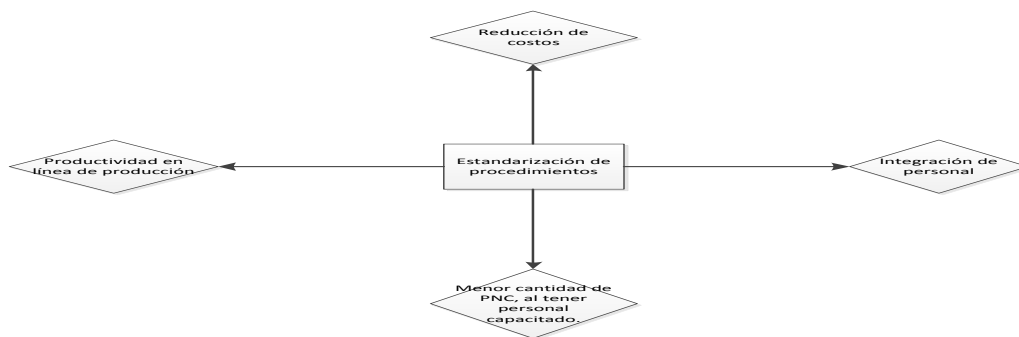 Reducción de
costos
Productividad en
línea de producción
Estandarización de
procedimientos
Integración de
personal
Menor cantidad de
PNC, al tener
personal
capacitado.